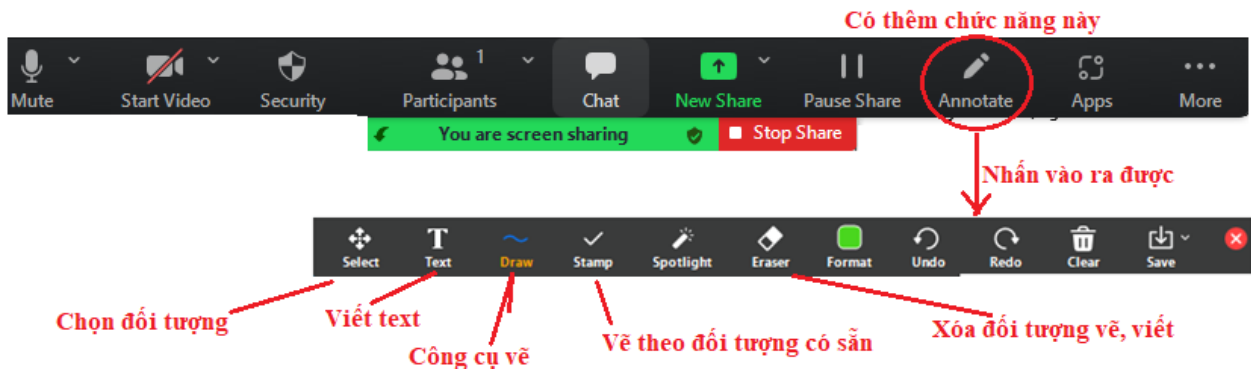 Có thêm chức năng này
1
Mute Start Video Security Participants Chat New Share Pause Share Annotate Apps More
You are screen sharing Stop Share
Nhấn vào ra được
T
Select Text Draw Stamp Spotlight Eraser Format Undo Redo Clear Save
Chọn đối tượng
Viết text
Công cụ vẽ
Vẽ theo đối tượng có sẵn
Xóa đối tượng vẽ, viết